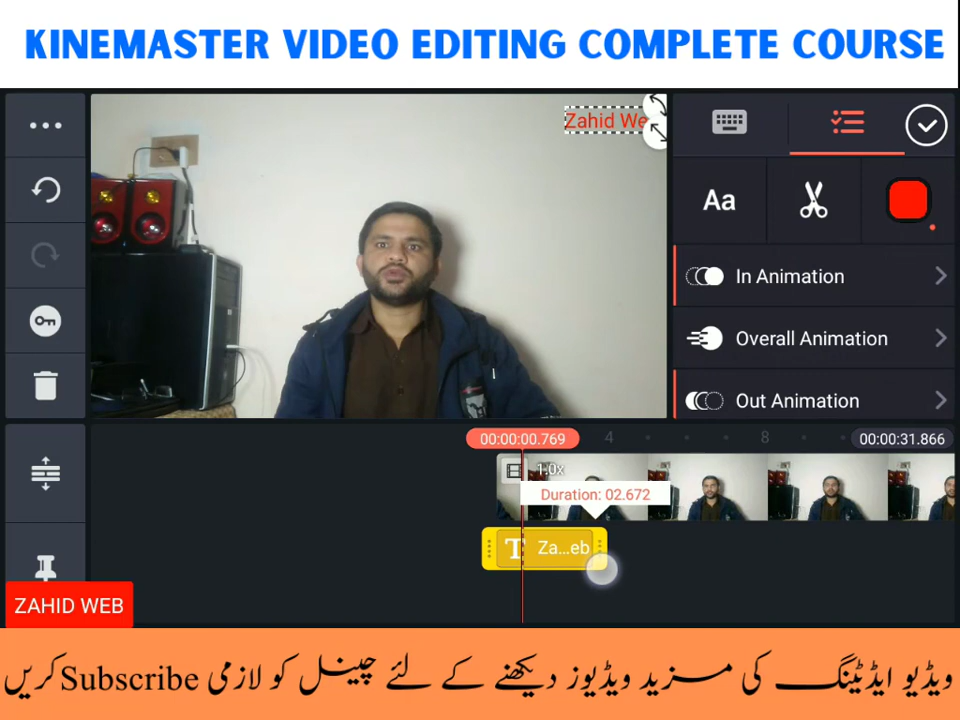 KINEMASTER VIDEO EDITING COMPLETE COURSE
Zahid We
Aa
In Animation
Overall Animation
Out Animation
00:00:00.769
4
8
00:00:31.866
1.0x
Duration: 02.672
T Za...eb
ZAHID WEB
ویڈیو ایڈیٹنگ کی مزید ویڈیوز دیکھنے کے لئے چینل کو لازمی Subscribe کریں